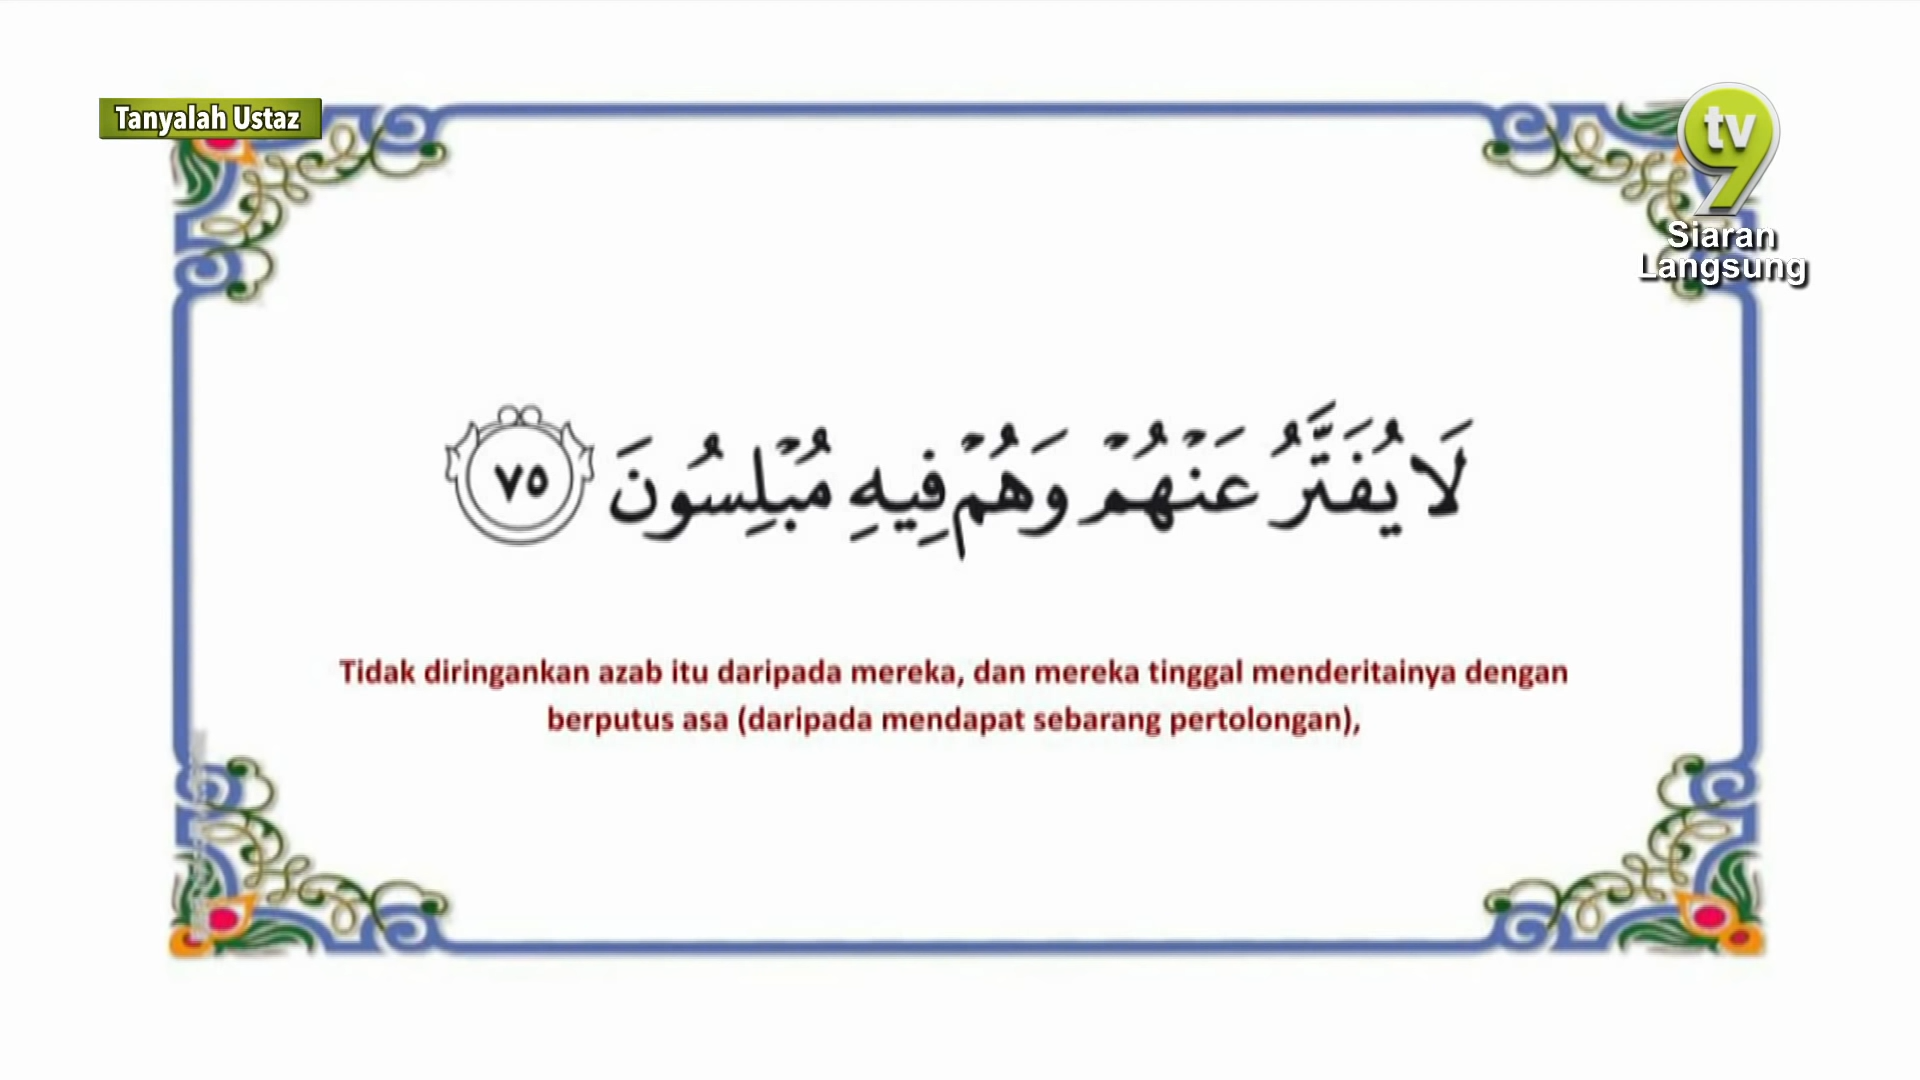 Tanyalah Ustaz
tv9
Siaran
Langsung
لَا يُفَتَّرُ عَنْهُمْ وَهُمْ فِيهِ مُبْلِسُونَ ٧٥
Tidak diringankan azab itu daripada mereka, dan mereka tinggal menderitainya dengan
berputus asa (daripada mendapat sebarang pertolongan),